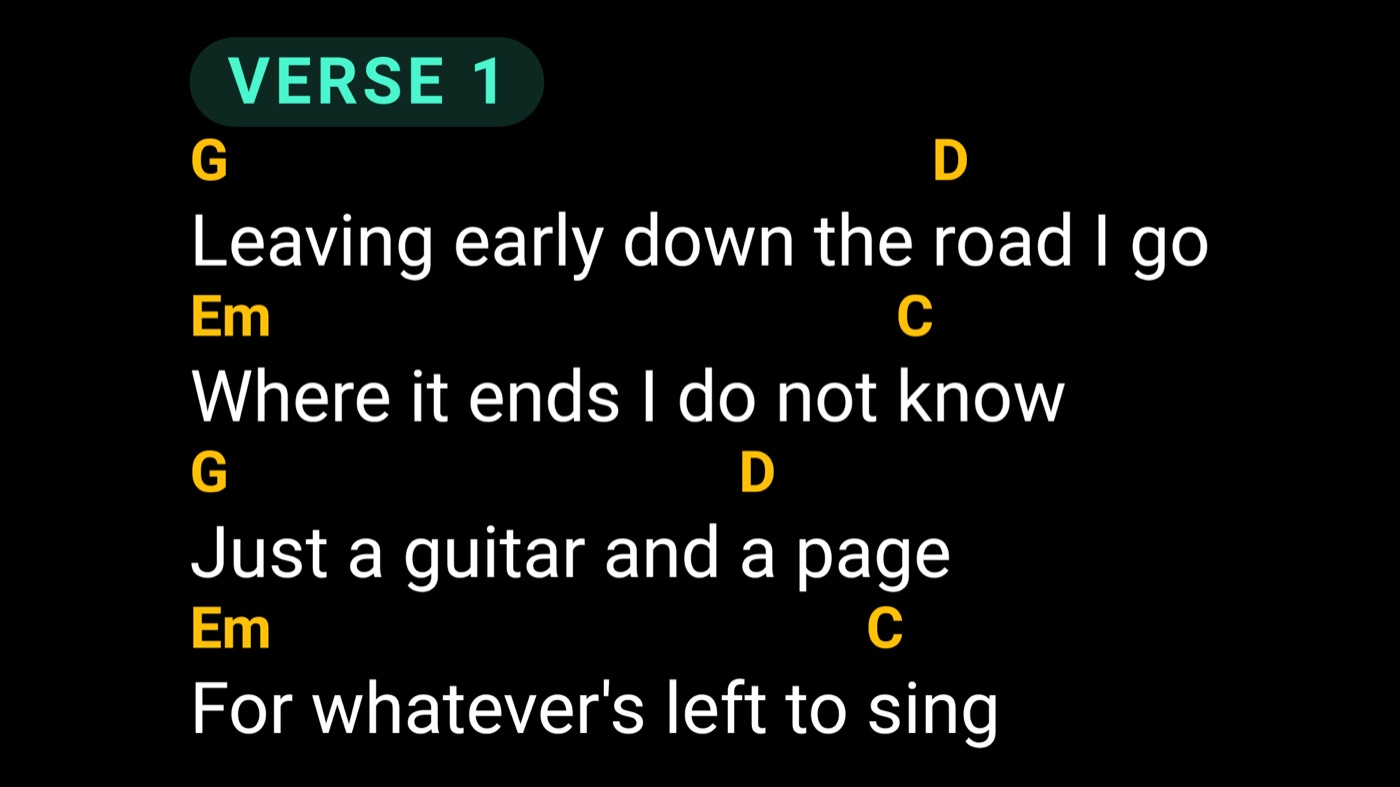 VERSE 1
G D
Leaving early down the road I go
Em C
Where it ends I do not know
G D
Just a guitar and a page
Em C
For whatever's left to sing